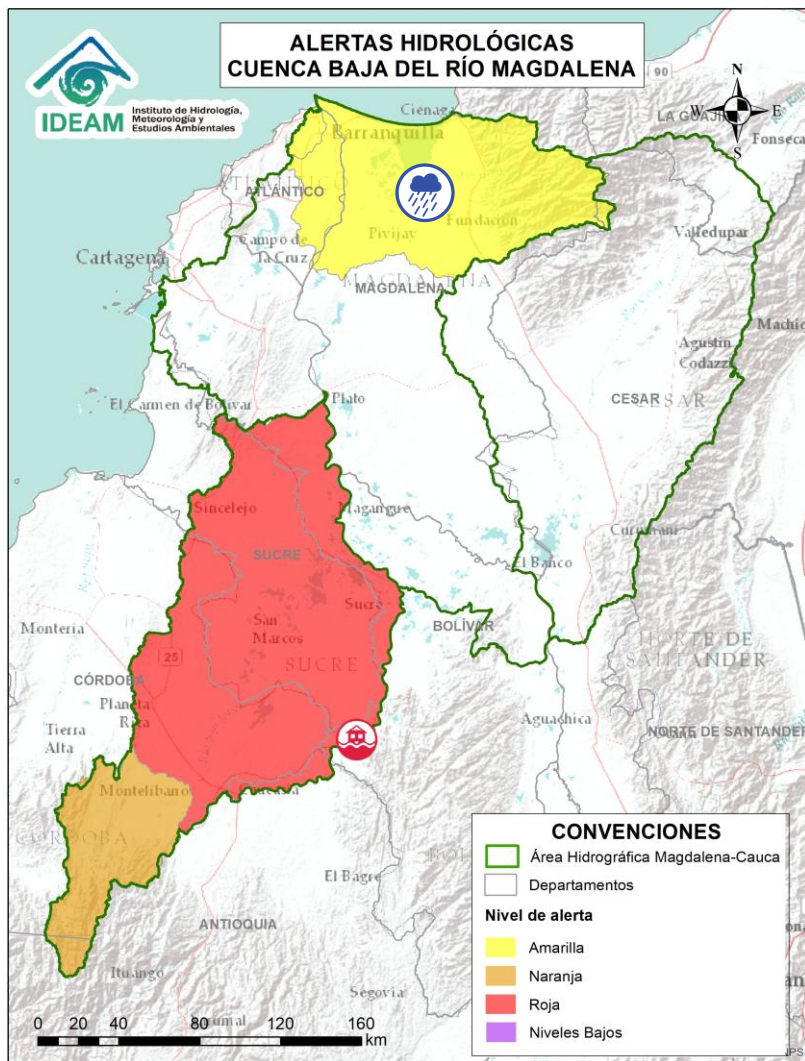 ALERTAS HIDROLÓGICAS
CUENCA BAJA DEL RÍO MAGDALENA
IDEAM
Instituto de Hidrología,
Meteorología y
Estudios Ambientales
90
N
W
E
S
LA GUAJI
Fonseca
Ciénaga
Barranquilla
ATLÁNTICO
Fundación
Pivijay
Valledupar
Cartagena
Campo de
la Cruz
MAGDALENA
MAGDALENA
Agustín
Codazzi
CESAR
CESAR
El Carmen de Bolívar
Plato
Sincelejo
Magangué
SUCRE
El Banco
Sucre
San
Marcos
SUCRE
BOLÍVAR
Montería
25
CÓRDOBA
NORTE DE
SANTANDER
Planeta
Rica
Tierra
Alta
Aguachica
NORTE DE SANTANDER
Montelíbano
CÓRDOBA
El Bagre
ANTIOQUIA
Ituango
Segovia
CONVENCIONES
Área Hidrográfica Magdalena-Cauca
Departamentos
Nivel de alerta
Amarilla
Naranja
Roja
Niveles Bajos
0 20 40 80 120 160
km